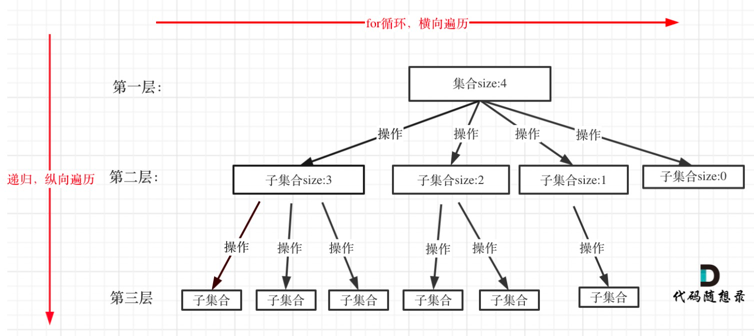 for循环、横向遍历
第一层：
集合size:4
操作
操作
操作
操作
递归、纵向遍历
第二层：
子集合size:3
子集合size:2
子集合size:1
子集合size:0
操作
操作
操作
操作
操作
操作
第三层
子集合
子集合
子集合
子集合
子集合
子集合
代码随想录